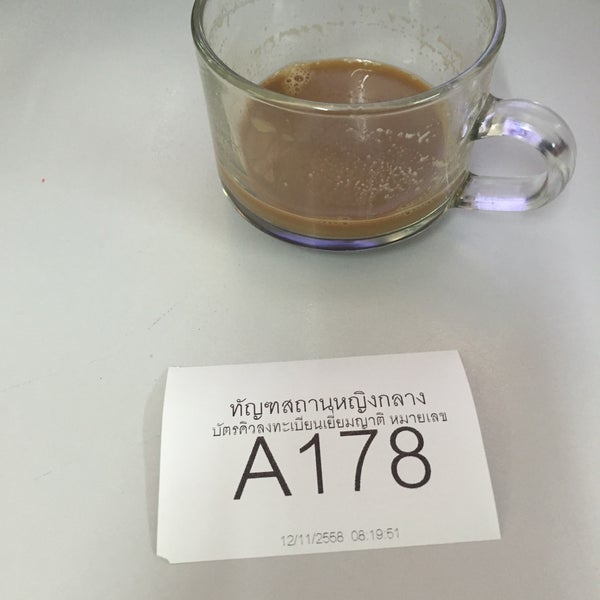 ทัณฑสถานหญิงกลาง
บัตรคิวลงทะเบียนเยี่ยมญาติ หมายเลข
A178
12/11/2558 08:19:51